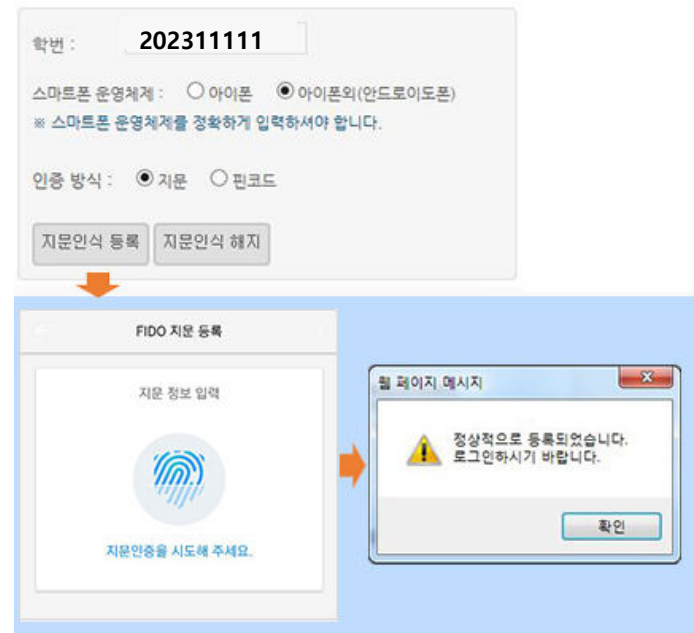 학번 : 202311111
스마트폰 운영체제 : 아이폰 아이폰외(안드로이드폰)
※ 스마트폰 운영체제를 정확하게 입력하셔야 합니다.
인증 방식 : 지문 핀코드
지문인식 등록 지문인식 해지
FIDO 지문 등록
지문 정보 입력
지문인증을 시도해 주세요.
웹 페이지 메시지
정상적으로 등록되었습니다.
로그인하시기 바랍니다.
확인